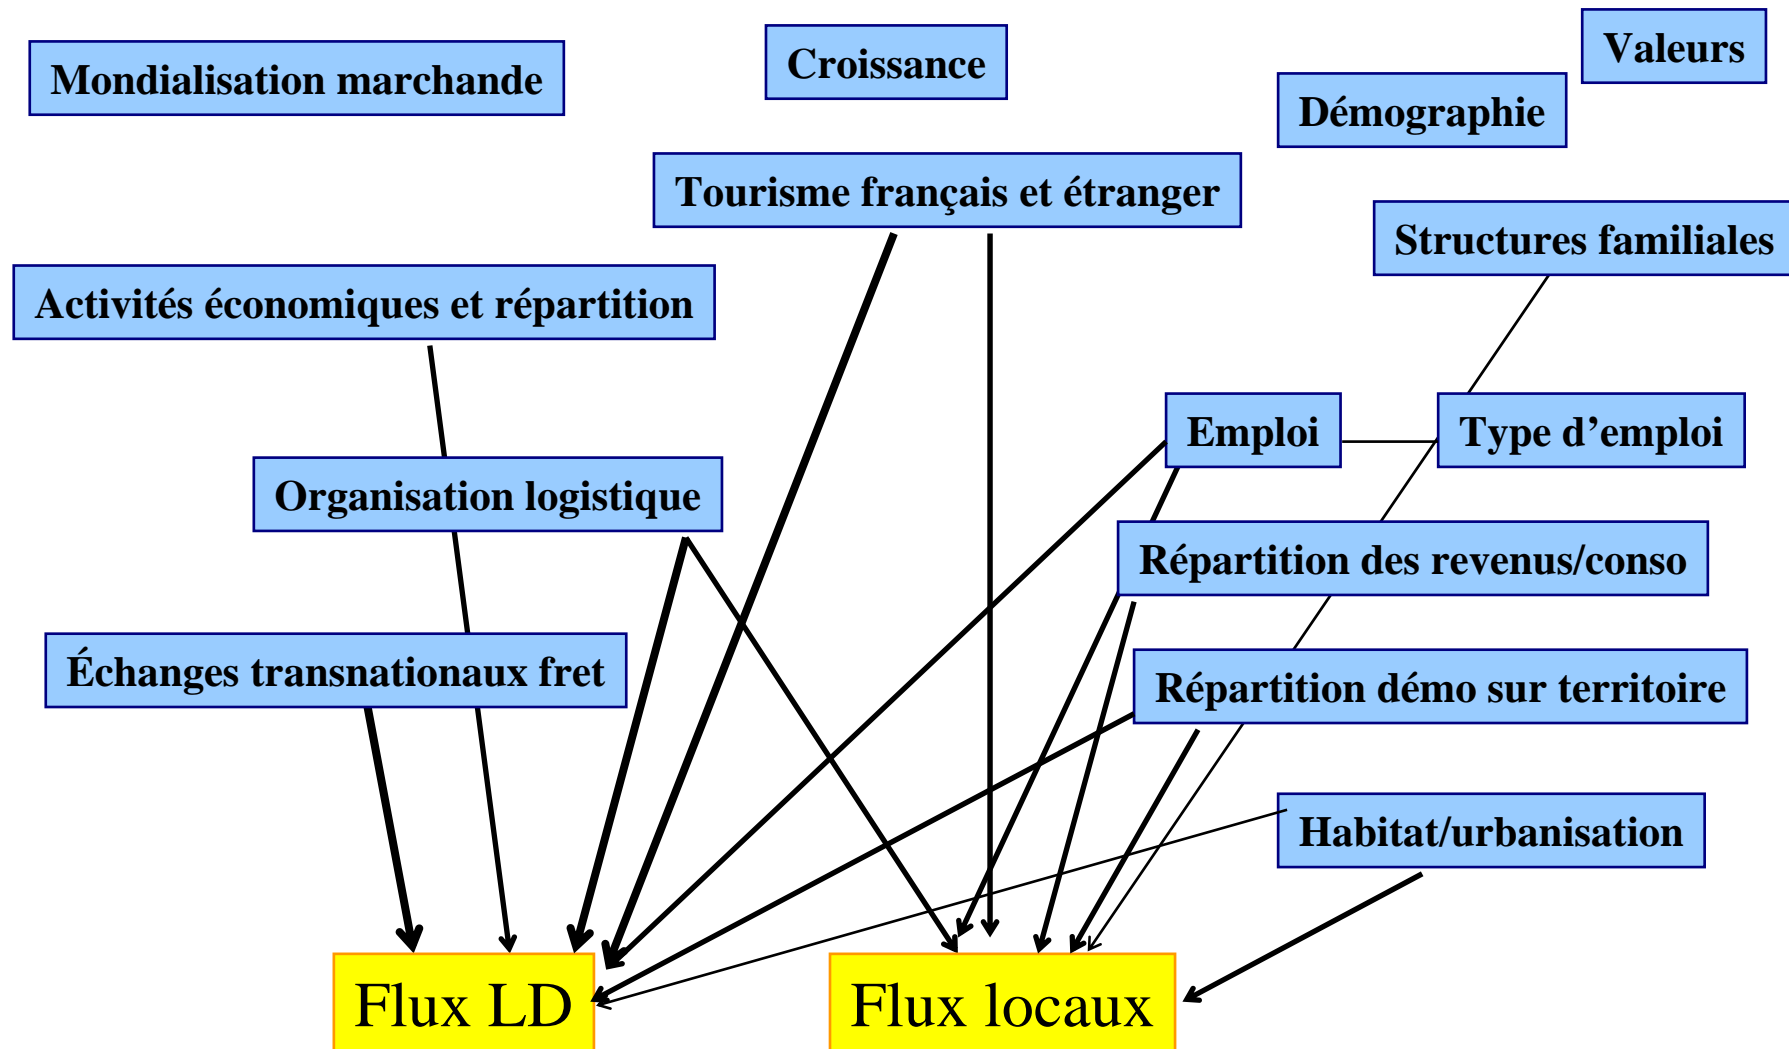 Valeurs
Croissance
Mondialisation marchande
Démographie
Tourisme français et étranger
Structures familiales
Activités économiques et répartition
Emploi
Type d’emploi
Organisation logistique
Répartition des revenus/conso
Échanges transnationaux fret
Répartition démo sur territoire
Habitat/urbanisation
Flux LD
Flux locaux